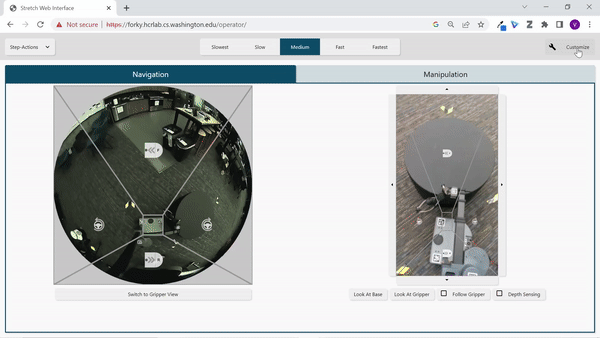 Stretch Web Interface
Not secure
https://forky.hcrlab.cs.washington.edu/operator/
Step-Actions
Slowest
Slow
Medium
Fast
Fastest
Customize
Navigation
Manipulation
Switch to Gripper View
Look At Base
Look At Gripper
Follow Gripper
Depth Sensing